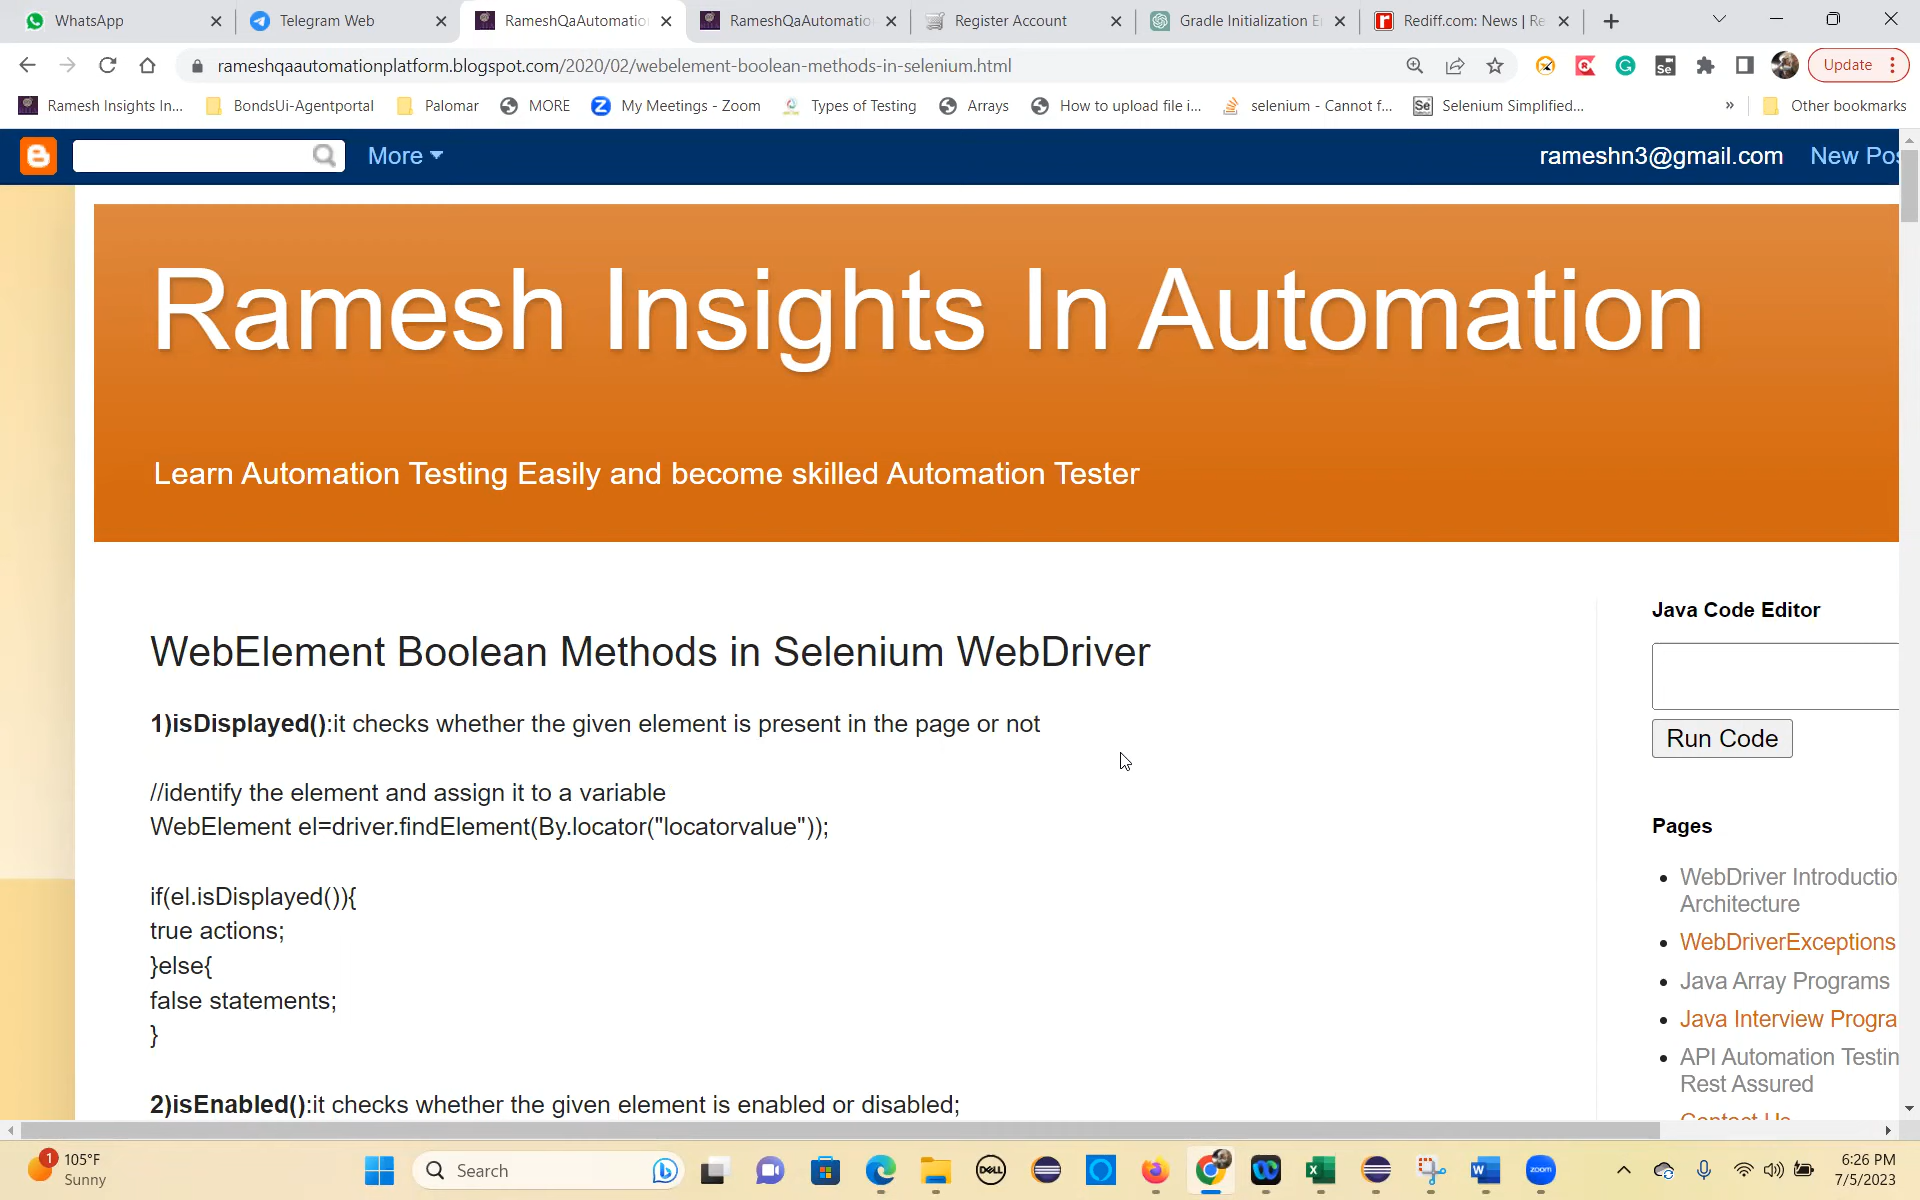 WhatsApp
Telegram Web
RameshQaAutomatio
RameshQaAutomatio
Register Account
Gradle Initialization E
Rediff.com: News | Re
rameshqaautomationplatform.blogspot.com/2020/02/webelement-boolean-methods-in-selenium.html
Update
Ramesh Insights In...
BondsUi-Agentportal
Palomar
MORE
My Meetings - Zoom
Types of Testing
Arrays
How to upload file i...
selenium - Cannot f...
Selenium Simplified...
»
Other bookmarks
More
rameshn3@gmail.com
New Pos
Ramesh Insights In Automation
Learn Automation Testing Easily and become skilled Automation Tester
WebElement Boolean Methods in Selenium WebDriver
1)isDisplayed():it checks whether the given element is present in the page or not
//identify the element and assign it to a variable
WebElement el=driver.findElement(By.locator("locatorvalue"));
if(el.isDisplayed()){
true actions;
}else{
false statements;
}
2)isEnabled():it checks whether the given element is enabled or disabled;
Java Code Editor
Run Code
Pages
WebDriver Introductio
Architecture
WebDriverExceptions
Java Array Programs
Java Interview Progra
API Automation Testin
Rest Assured
1
105°F
Sunny
Search
DELL
zoom
6:26 PM
7/5/2023